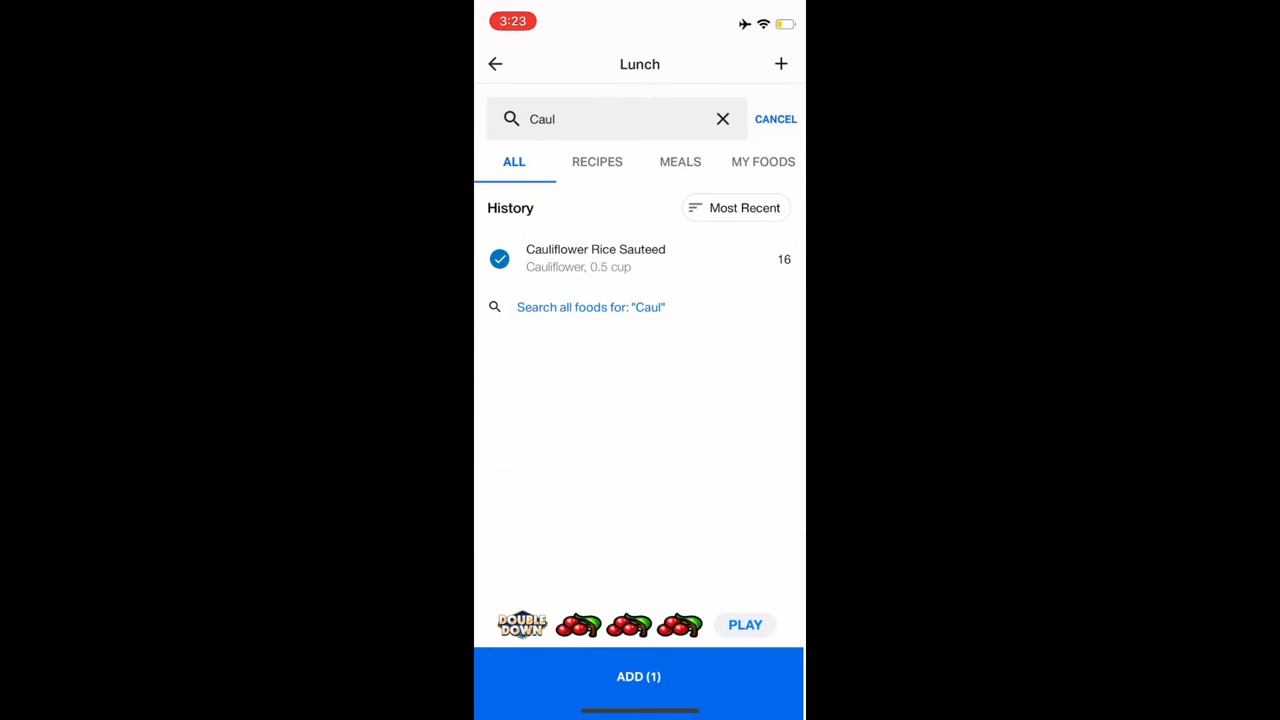 3:23
Lunch
Caul
CANCEL
ALL RECIPES MEALS MY FOODS
History
Most Recent
Cauliflower Rice Sauteed
Cauliflower, 0.5 cup
16
Search all foods for: "Caul"
DOUBLE
DOWN
PLAY
ADD (1)